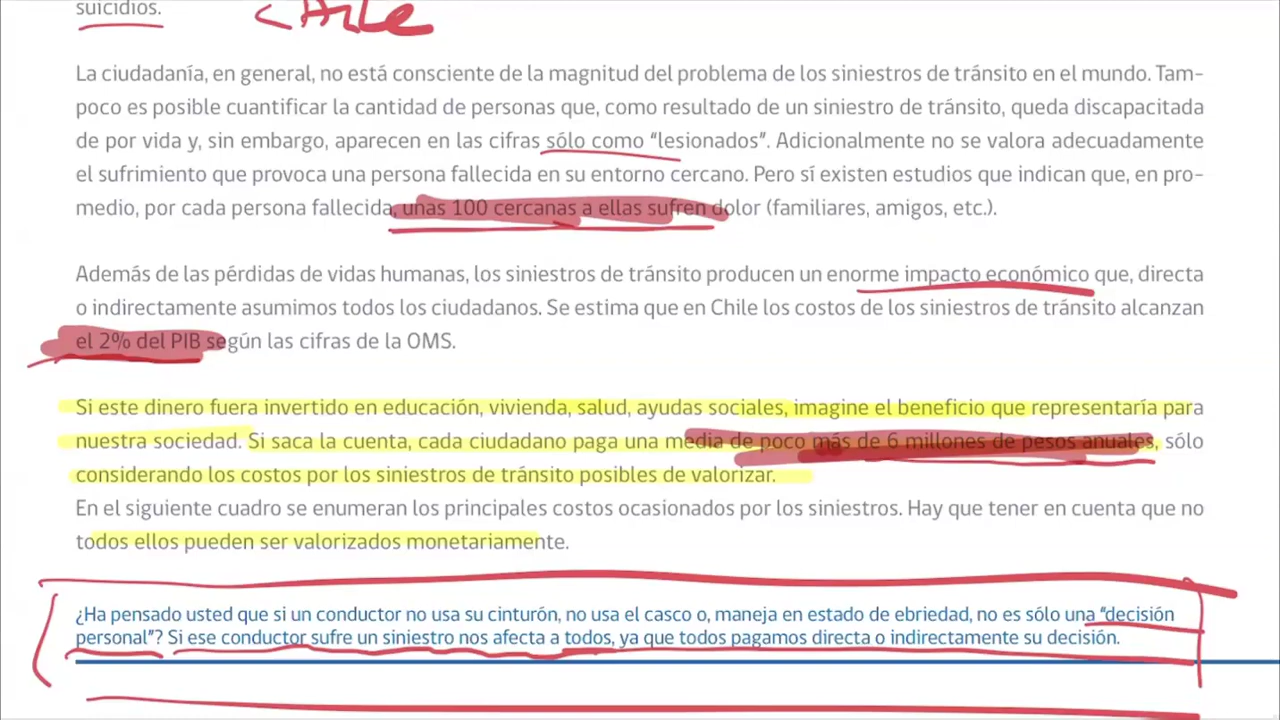 suicidios.
Chile
La ciudadanía, en general, no está consciente de la magnitud del problema de los siniestros de tránsito en el mundo. Tam-
poco es posible cuantificar la cantidad de personas que, como resultado de un siniestro de tránsito, queda discapacitada
de por vida y, sin embargo, aparecen en las cifras sólo como “lesionados”. Adicionalmente no se valora adecuadamente
el sufrimiento que provoca una persona fallecida en su entorno cercano. Pero sí existen estudios que indican que, en pro-
medio, por cada persona fallecida, unas 100 cercanas a ellas sufren dolor (familiares, amigos, etc.).
Además de las pérdidas de vidas humanas, los siniestros de tránsito producen un enorme impacto económico que, directa
o indirectamente asumimos todos los ciudadanos. Se estima que en Chile los costos de los siniestros de tránsito alcanzan
el 2% del PIB según las cifras de la OMS.
Si este dinero fuera invertido en educación, vivienda, salud, ayudas sociales, imagine el beneficio que representaría para
nuestra sociedad. Si saca la cuenta, cada ciudadano paga una media de poco más de 6 millones de pesos anuales, sólo
considerando los costos por los siniestros de tránsito posibles de valorizar.
En el siguiente cuadro se enumeran los principales costos ocasionados por los siniestros. Hay que tener en cuenta que no
todos ellos pueden ser valorizados monetariamente.
¿Ha pensado usted que si un conductor no usa su cinturón, no usa el casco o, maneja en estado de ebriedad, no es sólo una “decisión
personal”? Si ese conductor sufre un siniestro nos afecta a todos, ya que todos pagamos directa o indirectamente su decisión.